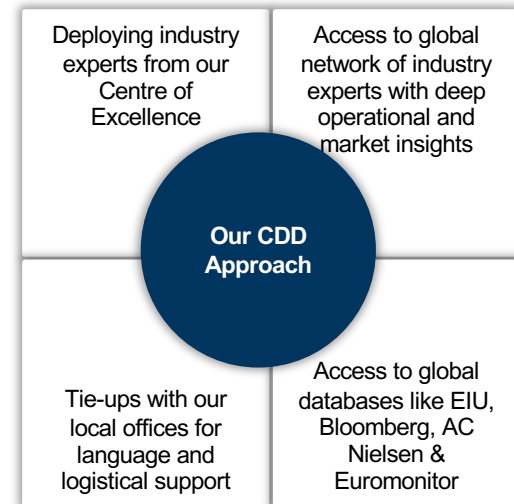 Deploying industry
experts from our
Centre of
Excellence
Access to global
network of industry
experts with deep
operational and
market insights
Our CDD
Approach
Tie-ups with our
local offices for
language and
logistical support
Access to global
databases like EIU,
Bloomberg, AC
Nielsen &
Euromonitor